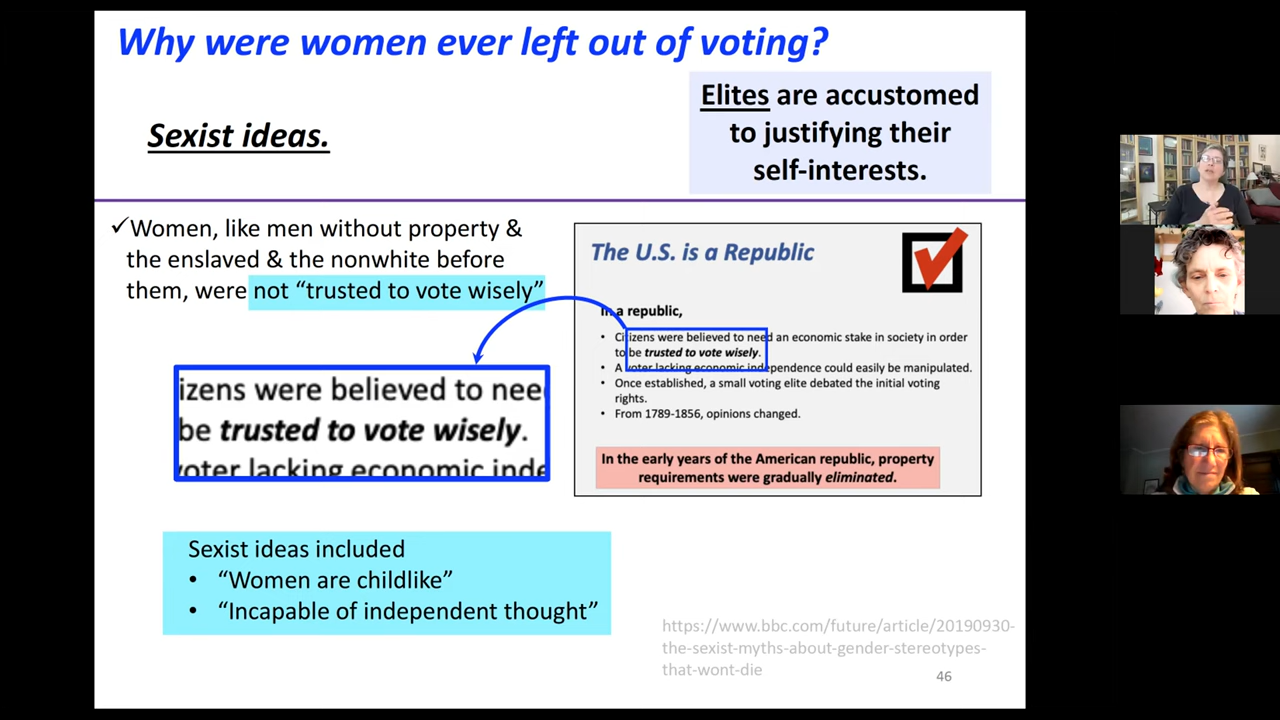 Why were women ever left out of voting?
Sexist ideas.
Elites are accustomed
to justifying their
self-interests.
✓Women, like men without property &
the enslaved & the nonwhite before
them, were not “trusted to vote wisely”
izens were believed to nee
be trusted to vote wisely.
voter lacking economic inde
The U.S. is a Republic
In a republic,
• Citizens were believed to need an economic stake in society in order
to be trusted to vote wisely.
• A voter lacking economic independence could easily be manipulated.
• Once established, a small voting elite debated the initial voting
rights.
• From 1789-1856, opinions changed.
In the early years of the American republic, property
requirements were gradually eliminated.
Sexist ideas included
• “Women are childlike”
• “Incapable of independent thought”
https://www.bbc.com/future/article/20190930-
the-sexist-myths-about-gender-stereotypes-
that-wont-die
46